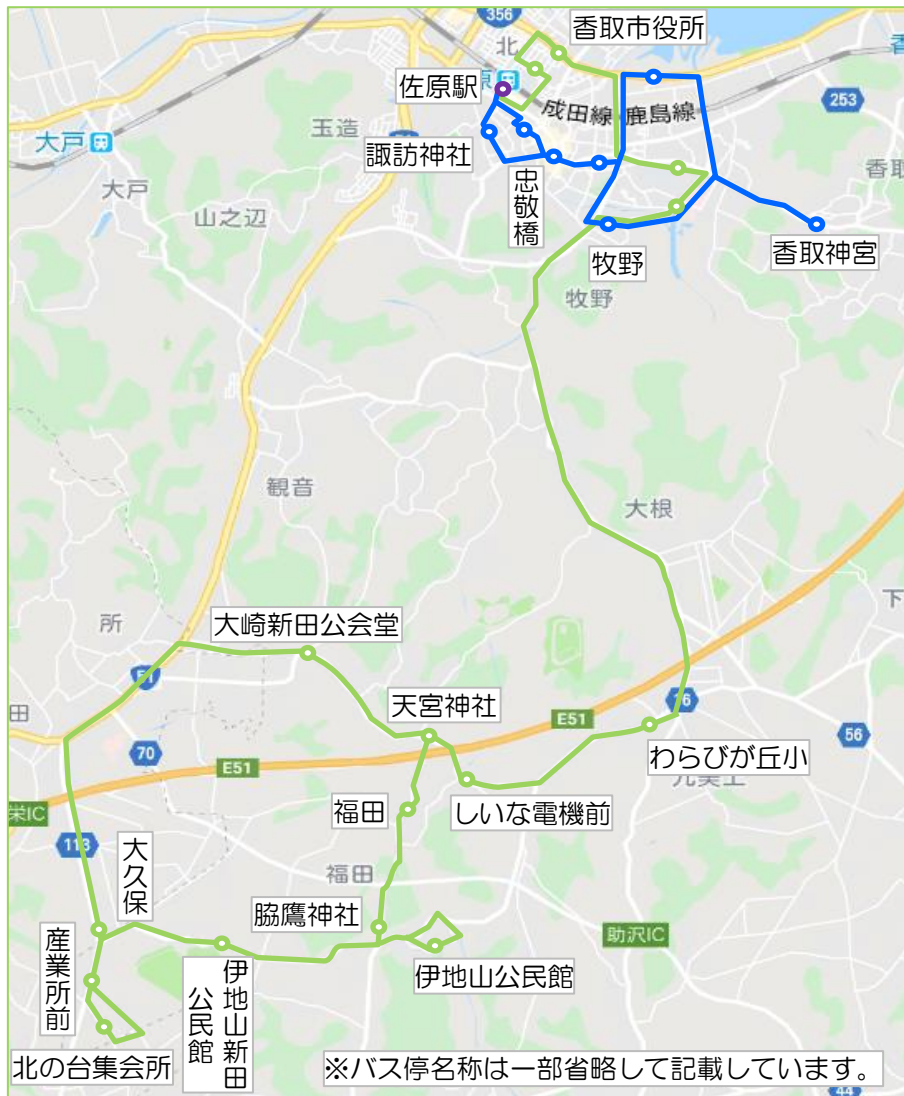 356
香取市役所
北
佐原駅
原
成田線
鹿島線
253
香
大戸
玉造
諏訪神社
忠敬橋
香取
大戸
山之辺
牧野
香取神宮
牧野
観音
大根
下
所
大崎新田公会堂
51
天宮神社
16
田
E51
56
70
わらびが丘小
E51
福田
しいな電機前
栄IC
113
大久保
福田
脇鷹神社
助沢IC
産業所前
伊地山新田
公民館
伊地山公民館
北の台集会所
※バス停名称は一部省略して記載しています。
44